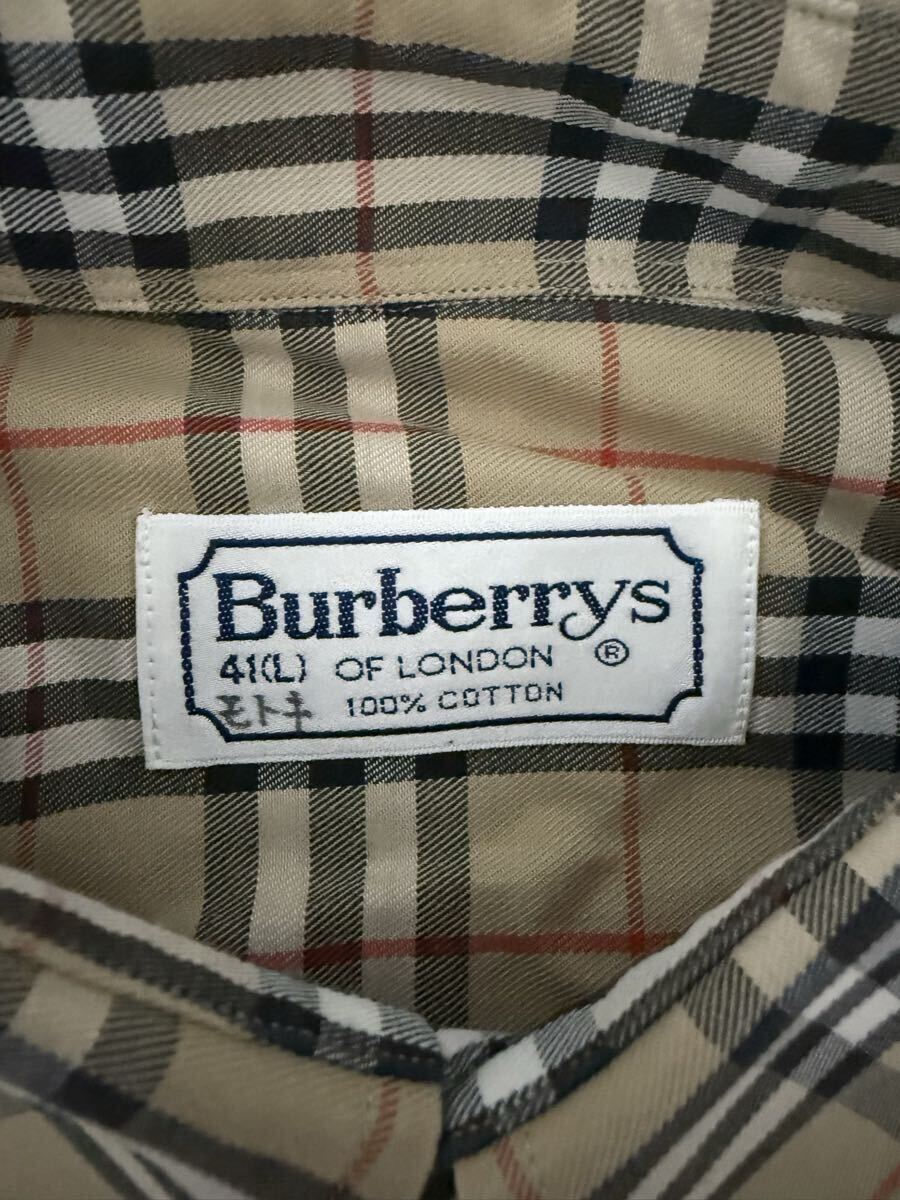 Burberrys
41(L) OF LONDON ®
モトキ 100% COTTON